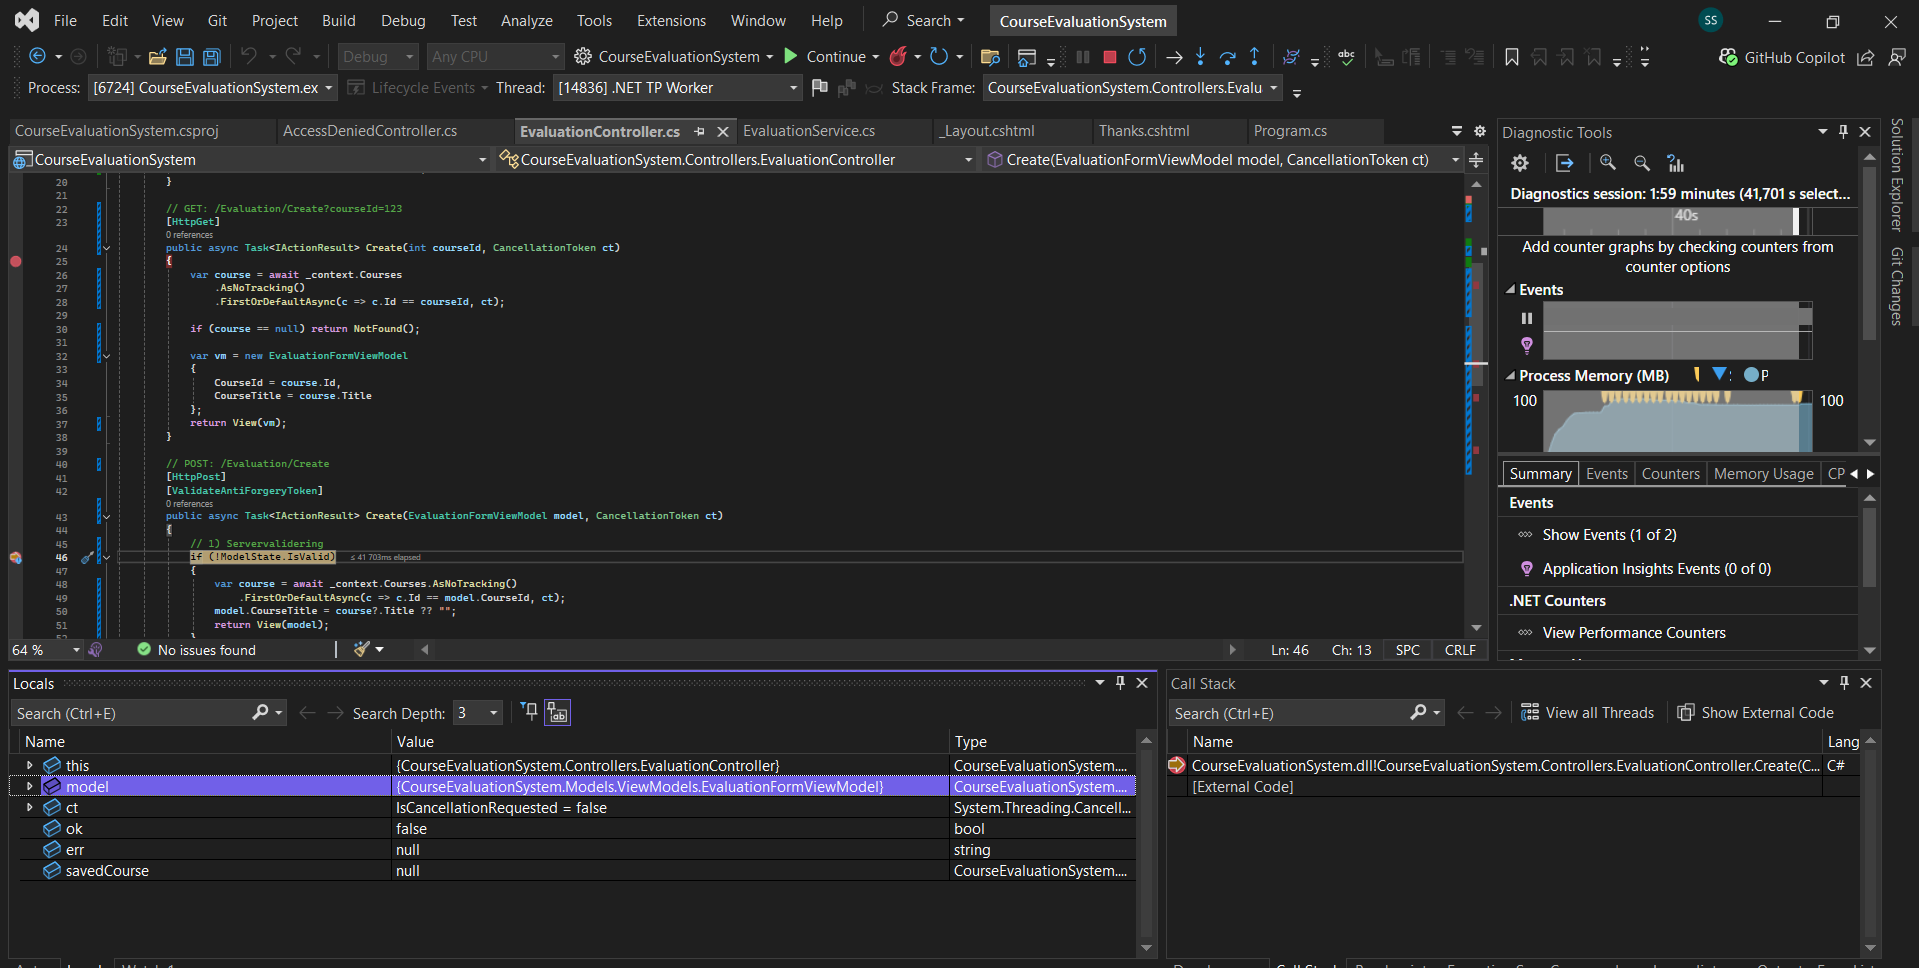 File Edit View Git Project Build Debug Test Analyze Tools Extensions Window Help Search CourseEvaluationSystem SS
Debug Any CPU CourseEvaluationSystem Continue abc GitHub Copilot
Process: [6724] CourseEvaluationSystem.ex Lifecycle Events Thread: [14836] .NET TP Worker Stack Frame: CourseEvaluationSystem.Controllers.Evalu
CourseEvaluationSystem.csproj AccessDeniedController.cs EvaluationController.cs EvaluationService.cs _Layout.cshtml Thanks.cshtml Program.cs
CourseEvaluationSystem CourseEvaluationSystem.Controllers.EvaluationController Create(EvaluationFormViewModel model, CancellationToken ct)
20 }
21
22 // GET: /Evaluation/Create?courseId=123
23 [HttpGet]
0 references
24 public async Task<IActionResult> Create(int courseId, CancellationToken ct)
25 {
26 var course = await _context.Courses
27 .AsNoTracking()
28 .FirstOrDefaultAsync(c => c.Id == courseId, ct);
29
30 if (course == null) return NotFound();
31
32 var vm = new EvaluationFormViewModel
33 {
34 CourseId = course.Id,
35 CourseTitle = course.Title
36 };
37 return View(vm);
38 }
39
40 // POST: /Evaluation/Create
41 [HttpPost]
42 [ValidateAntiForgeryToken]
0 references
43 public async Task<IActionResult> Create(EvaluationFormViewModel model, CancellationToken ct)
44 {
45 // 1) Servervalidering
46 if (!ModelState.IsValid) ≤ 41 703ms elapsed
47 {
48 var course = await _context.Courses.AsNoTracking()
49 .FirstOrDefaultAsync(c => c.Id == model.CourseId, ct);
50 model.CourseTitle = course?.Title ?? "";
51 return View(model);
52 }
64 % No issues found Ln: 46 Ch: 13 SPC CRLF
Diagnostic Tools
Diagnostics session: 1:59 minutes (41,701 s select...
40s
Add counter graphs by checking counters from
counter options
Events
Process Memory (MB) P
100 100
Summary Events Counters Memory Usage CP
Events
Show Events (1 of 2)
Application Insights Events (0 of 0)
.NET Counters
View Performance Counters
Solution Explorer
Git Changes
Locals
Search (Ctrl+E) Search Depth: 3
Name Value Type
this {CourseEvaluationSystem.Controllers.EvaluationController} CourseEvaluationSystem....
model {CourseEvaluationSystem.Models.ViewModels.EvaluationFormViewModel} CourseEvaluationSystem....
ct IsCancellationRequested = false System.Threading.Cancell...
ok false bool
err null string
savedCourse null CourseEvaluationSystem....
Call Stack
Search (Ctrl+E) View all Threads Show External Code
Name Lang
CourseEvaluationSystem.dll!CourseEvaluationSystem.Controllers.EvaluationController.Create(C... C#
[External Code]